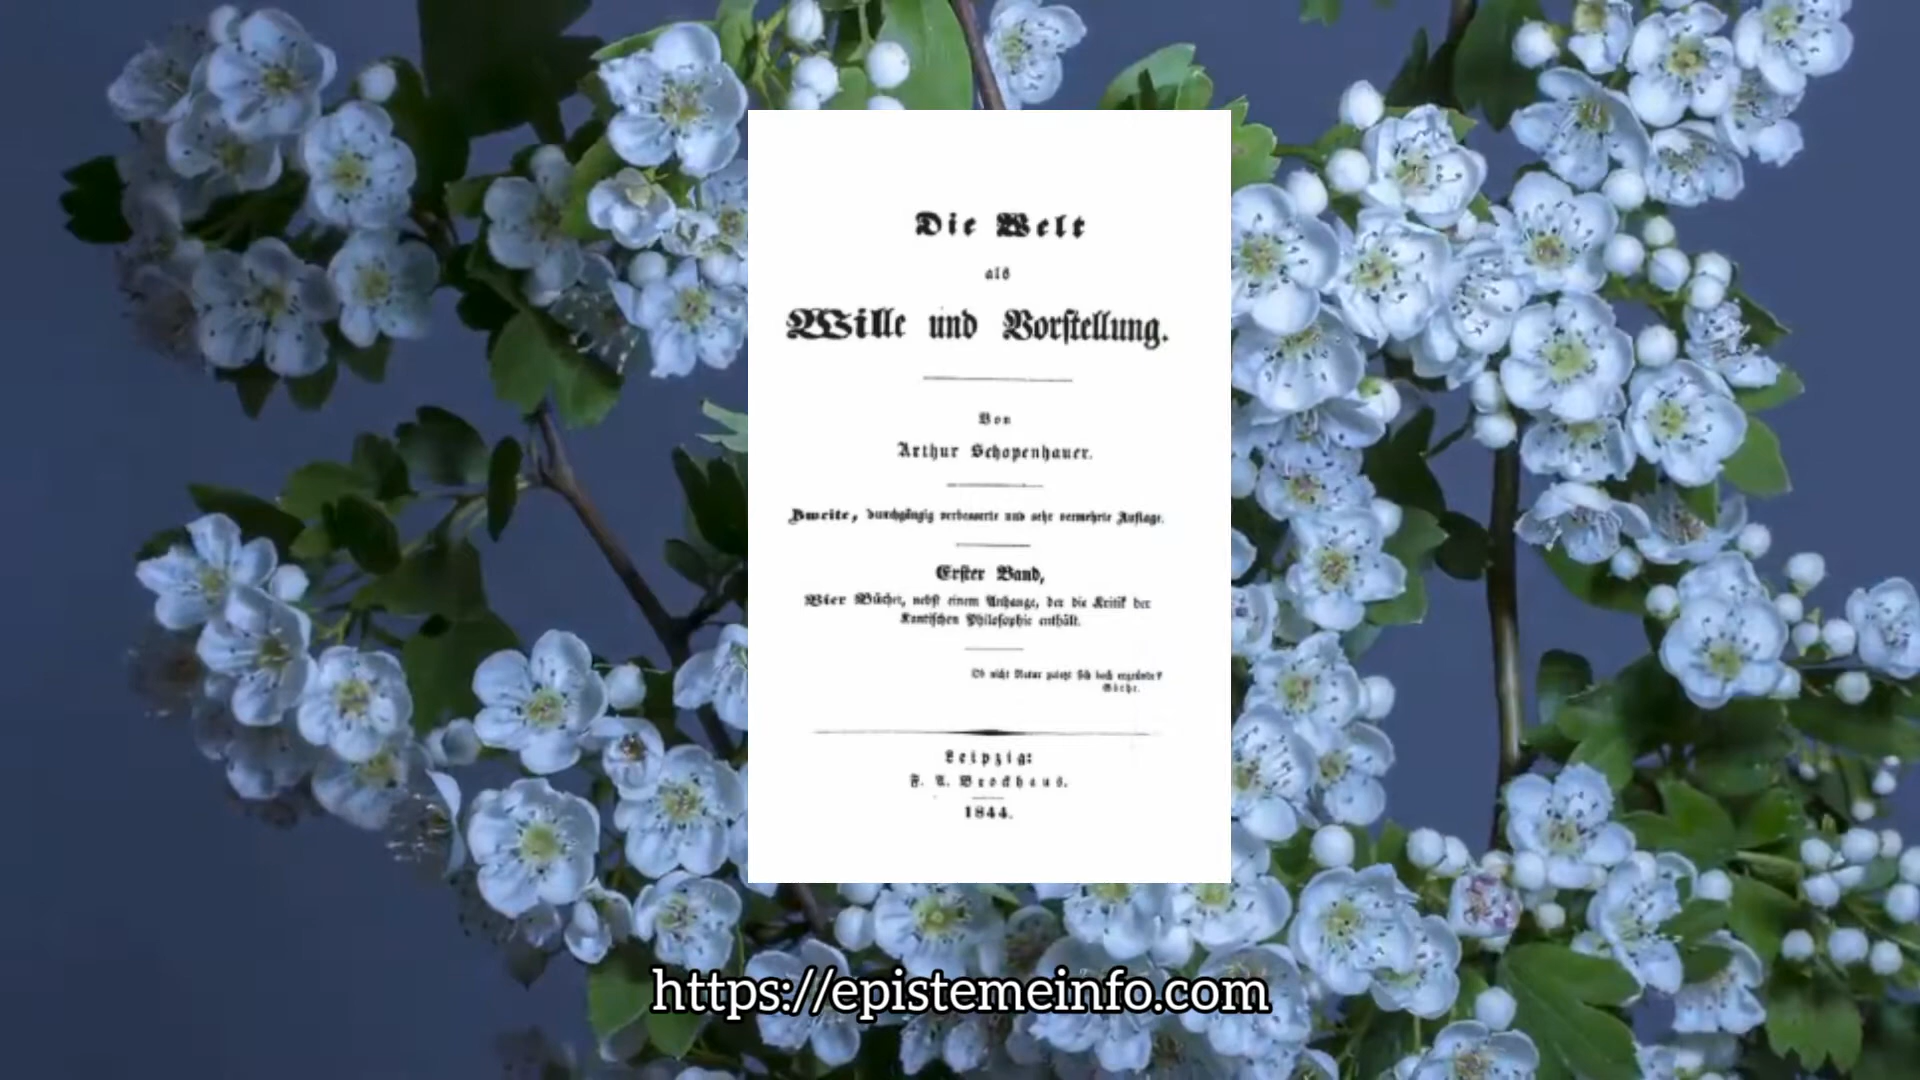 Die Welt
als
Wille und Vorstellung.
Von
Arthur Schopenhauer.
Zweite, durchgängig verbesserte und sehr vermehrte Auflage.
Erster Band,
Vier Bücher, nebst einem Anhange, der die Kritik der
Kantischen Philosophie enthält.
Ob nicht Natur zuletzt sich doch ergründe?
Göthe.
Leipzig:
F. A. Brockhaus.
1844.
https://epistemeinfo.com